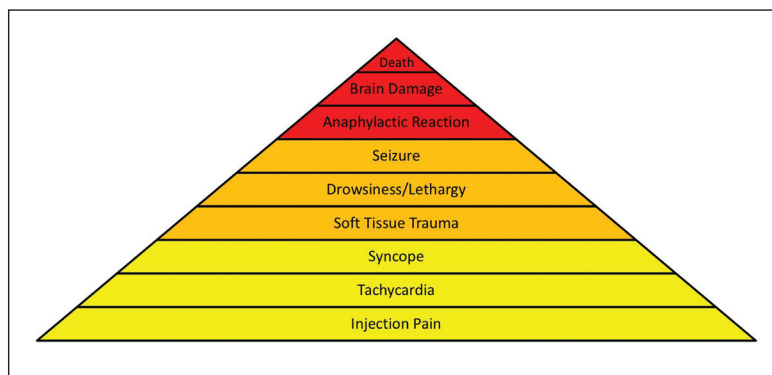 Death
Brain Damage
Anaphylactic Reaction
Seizure
Drowsiness/Lethargy
Soft Tissue Trauma
Syncope
Tachycardia
Injection Pain